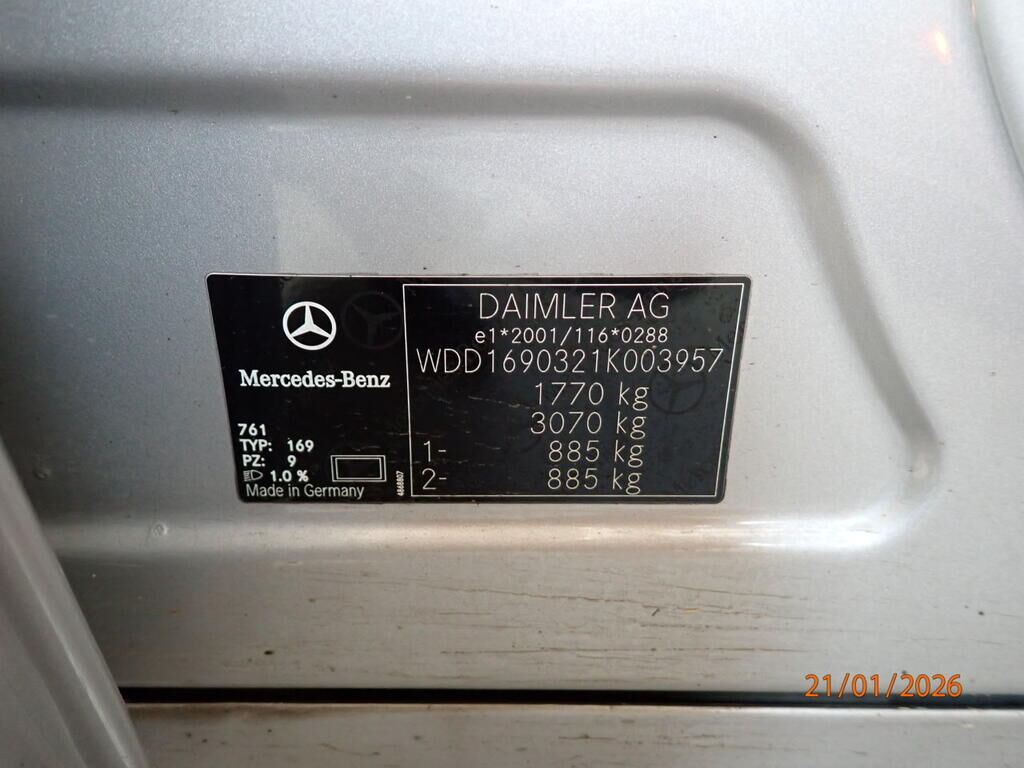 Mercedes-Benz
761
TYP: 169
PZ: 9
1.0 %
Made in Germany
4868807
DAIMLER AG
e1*2001/116*0288
WDD1690321K003957
1770 kg
3070 kg
1- 885 kg
2- 885 kg
21/01/2026